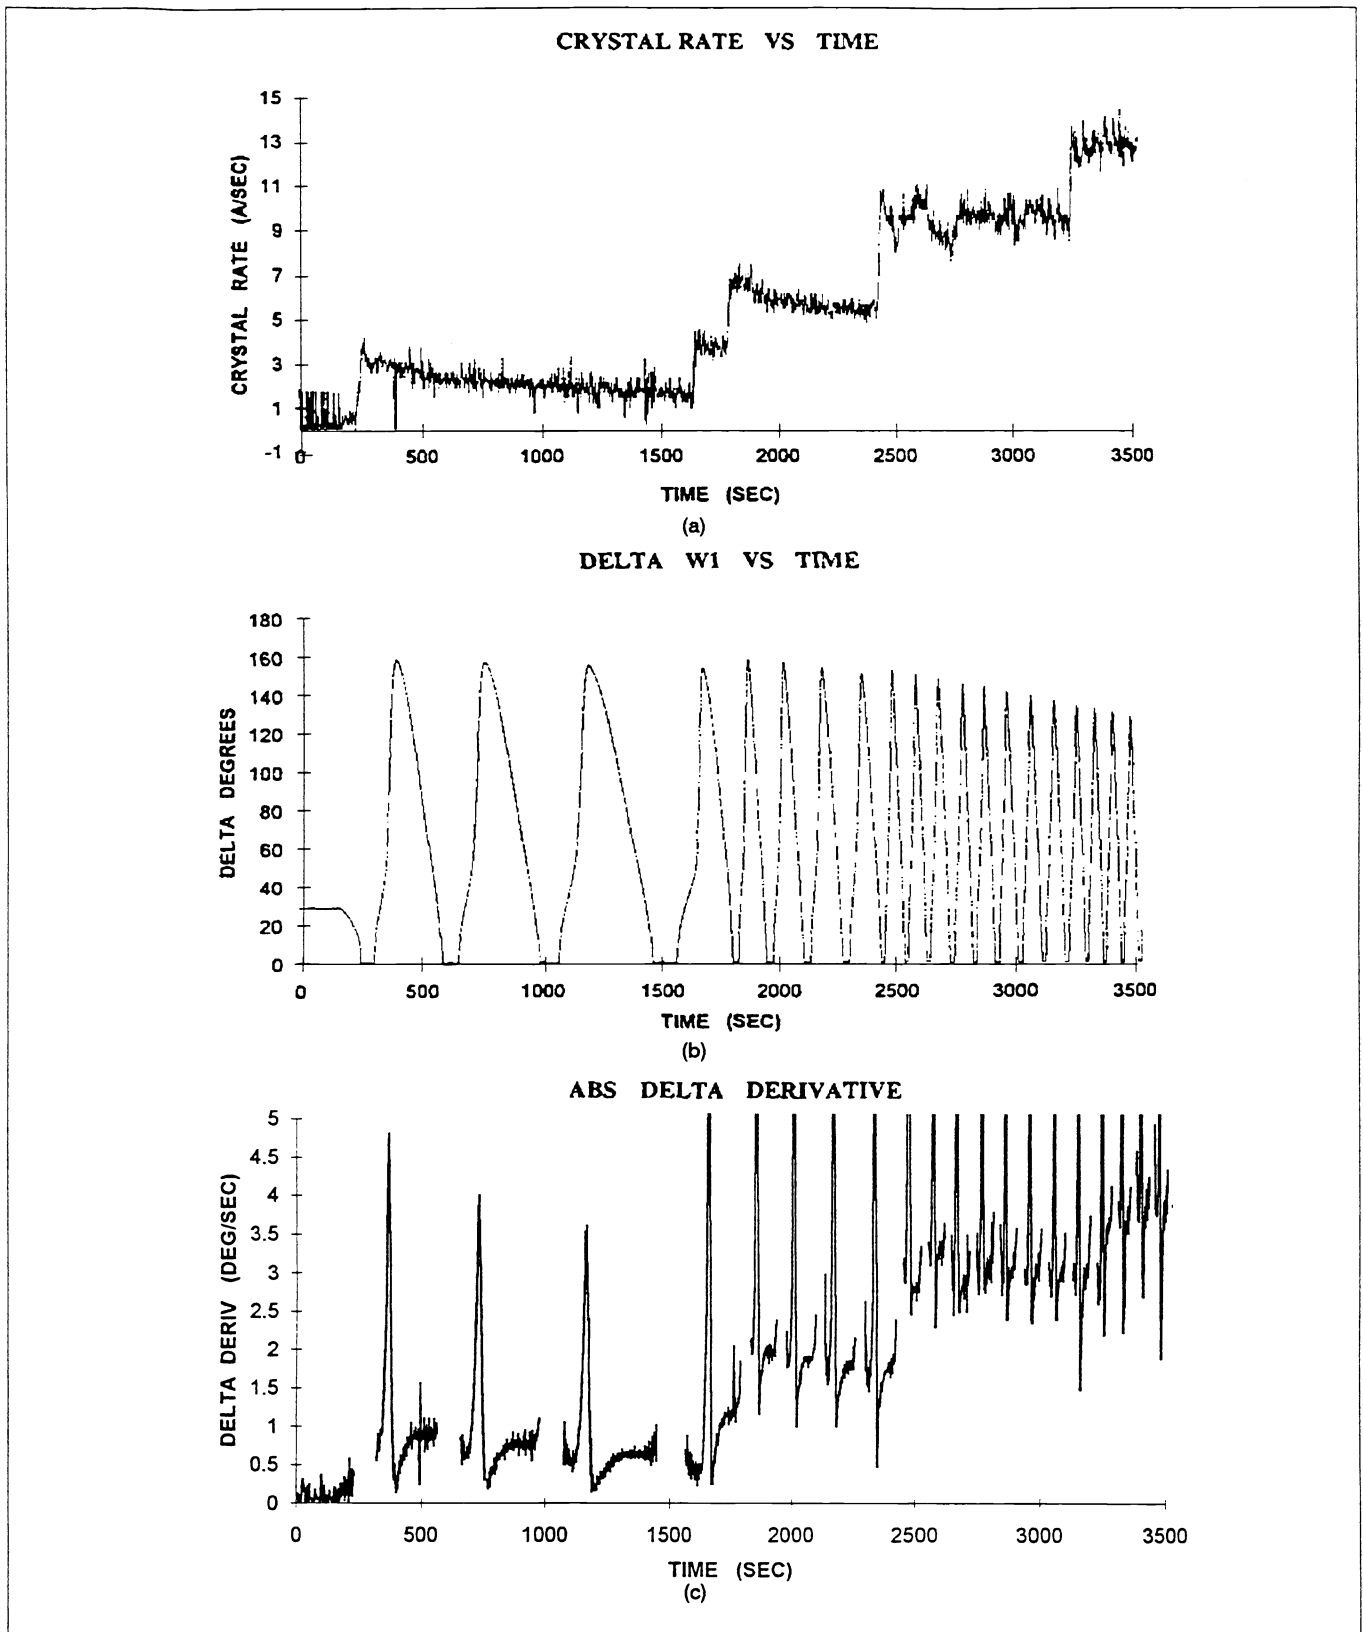 CRYSTAL RATE VS TIME
CRYSTAL RATE (A/SEC)
15
13
11
9
7
5
3
1
-1
0 500 1000 1500 2000 2500 3000 3500
TIME (SEC)
(a)
DELTA W1 VS TIME
DELTA DEGREES
180
160
140
120
100
80
60
40
20
0
0 500 1000 1500 2000 2500 3000 3500
TIME (SEC)
(b)
ABS DELTA DERIVATIVE
DELTA DERIV (DEG/SEC)
5
4.5
4
3.5
3
2.5
2
1.5
1
0.5
0
0 500 1000 1500 2000 2500 3000 3500
TIME (SEC)
(c)